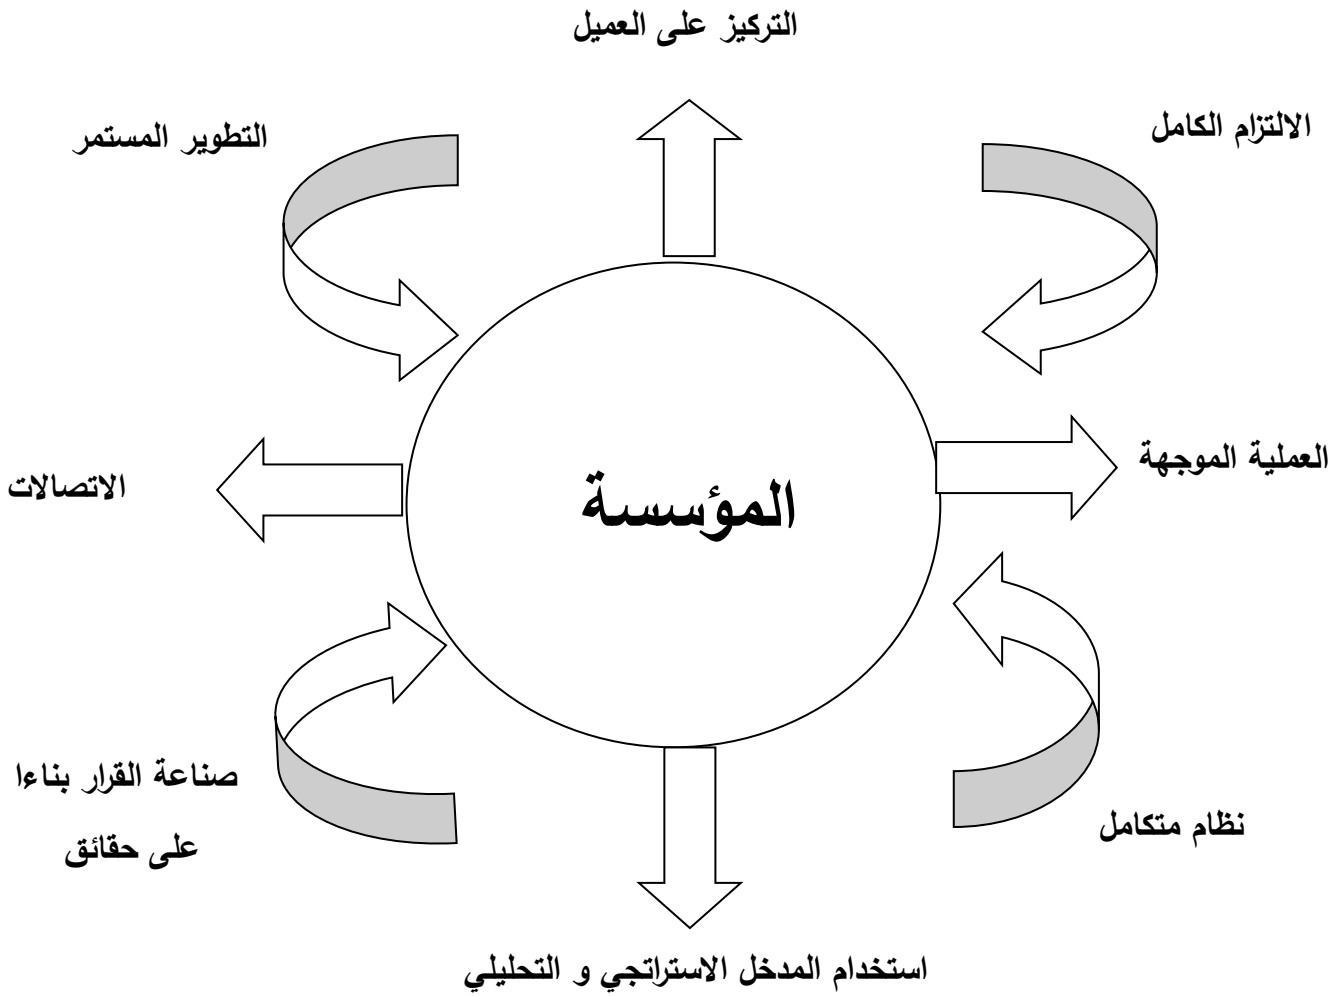 التركيز على العميل
الالتزام الكامل
التطوير المستمر
العملية الموجهة
الاتصالات
المؤسسة
صناعة القرار بناءا
على حقائق
نظام متكامل
استخدام المدخل الاستراتجي و التحليلي